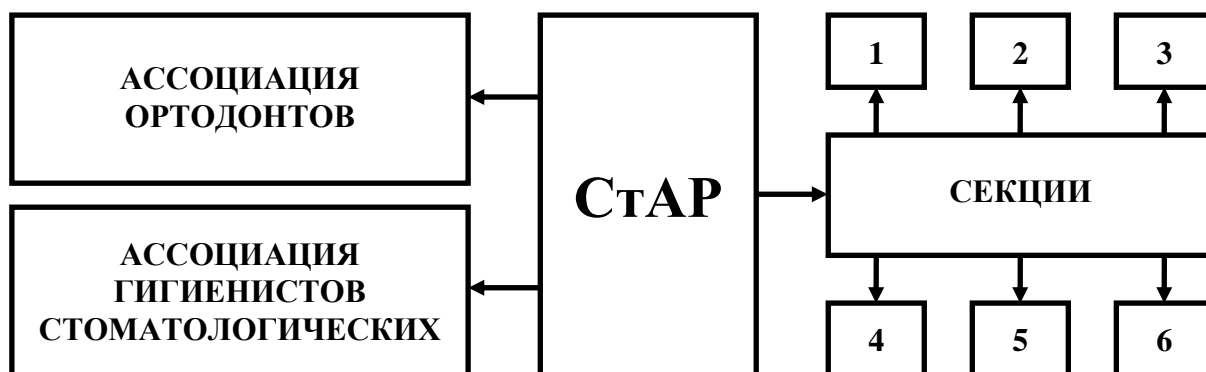 АССОЦИАЦИЯ
ОРТОДОНТОВ
АССОЦИАЦИЯ
ГИГИЕНИСТОВ
СТОМАТОЛОГИЧЕСКИХ
СтАР
1 2 3
СЕКЦИИ
4 5 6